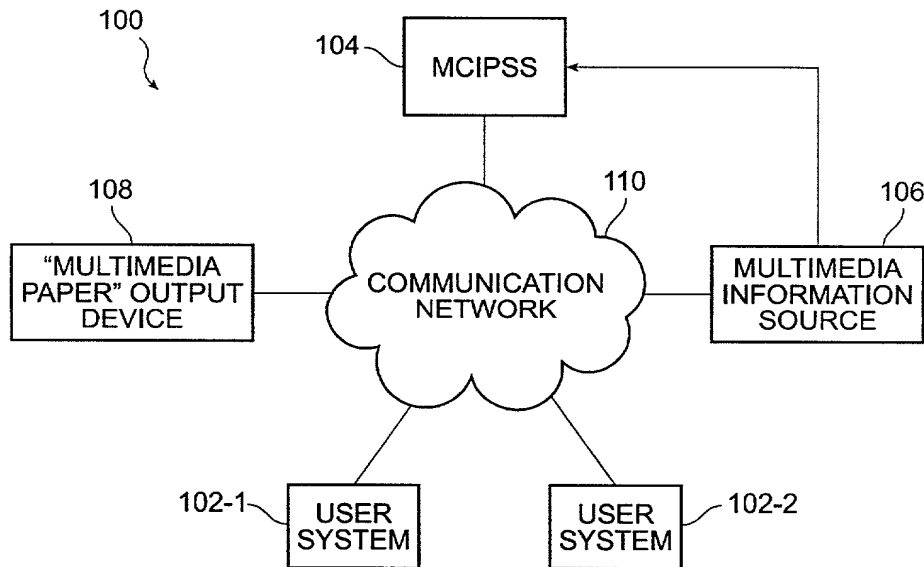 100
104
MCIPSS
108
110
106
“MULTIMEDIA
PAPER” OUTPUT
DEVICE
COMMUNICATION
NETWORK
MULTIMEDIA
INFORMATION
SOURCE
102-1
USER
SYSTEM
USER
SYSTEM
102-2